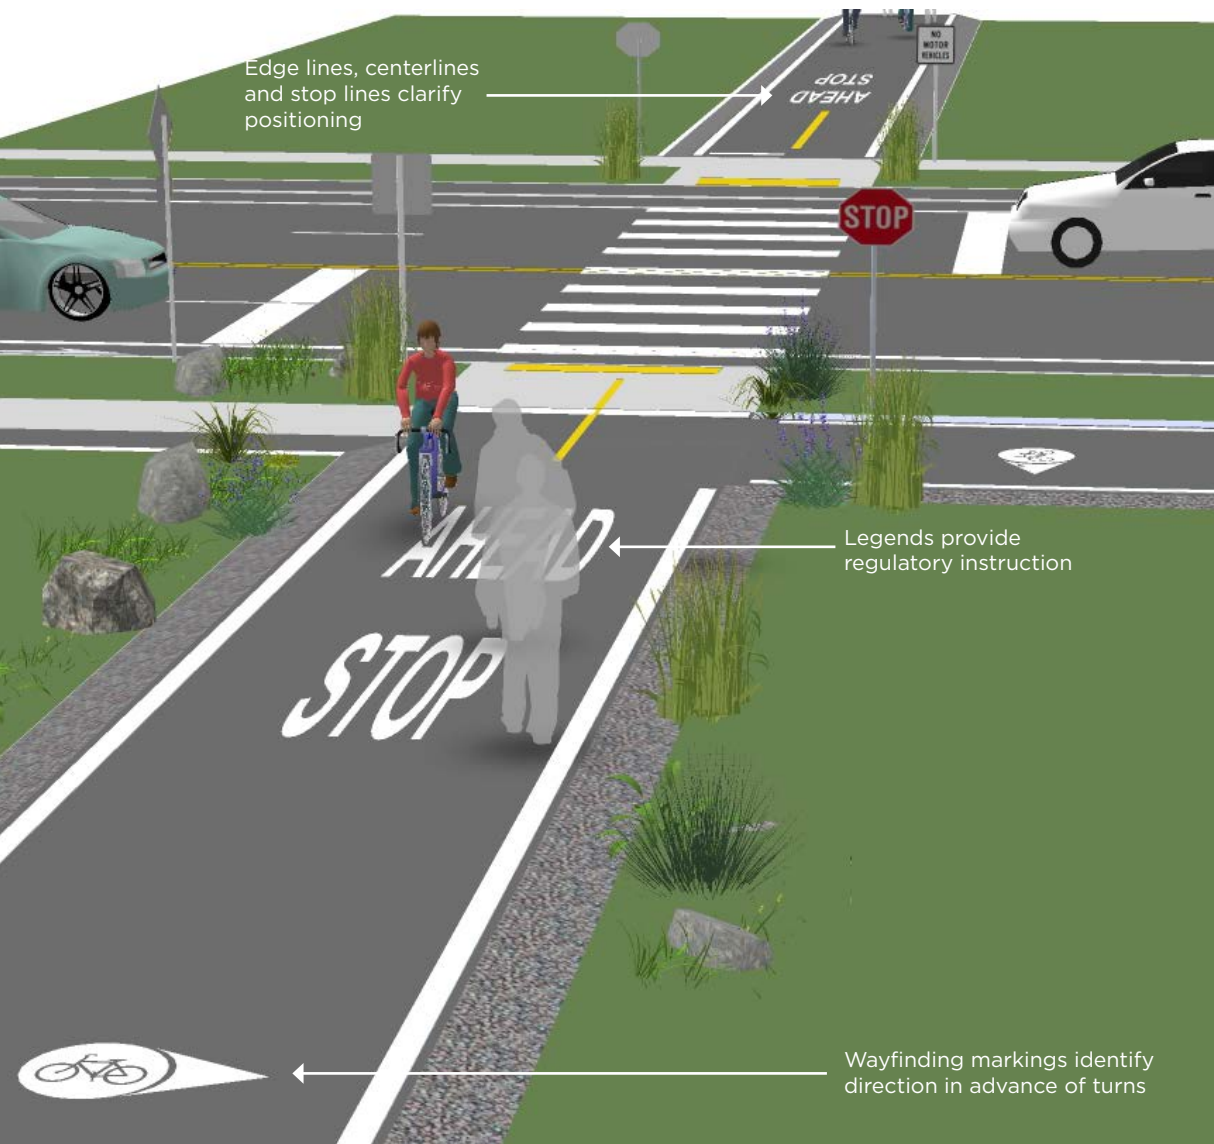 NO
MOTOR
VEHICLES
Edge lines, centerlines
and stop lines clarify
positioning
STOP
AHEAD
STOP
AHEAD
Legends provide
regulatory instruction
STOP
Wayfinding markings identify
direction in advance of turns